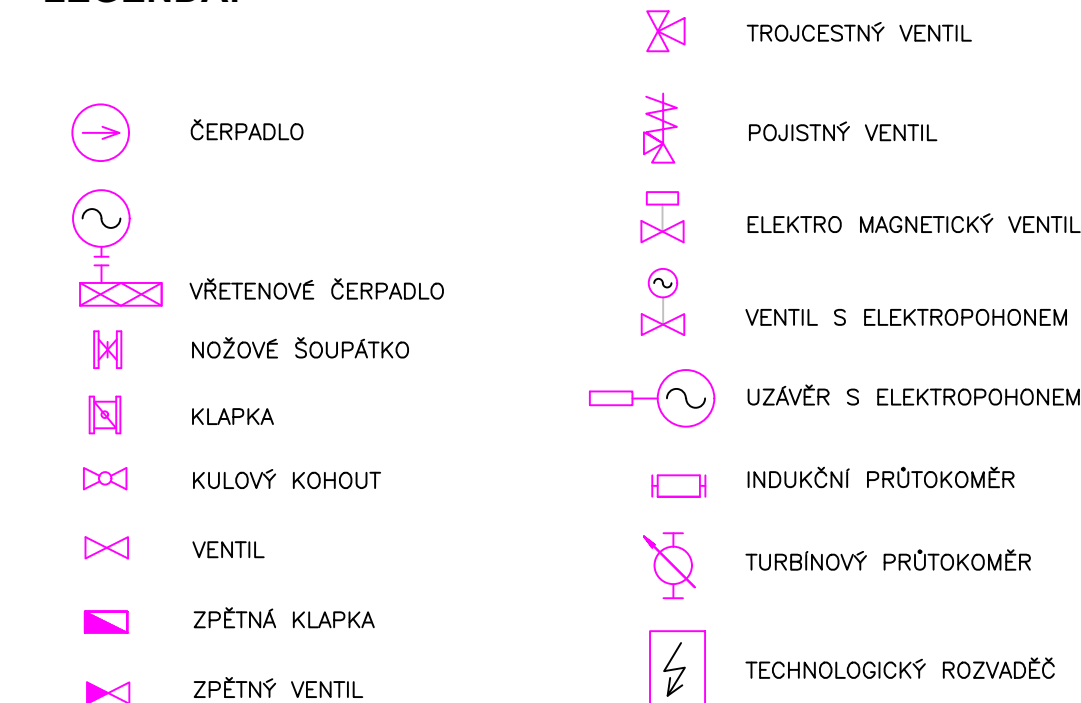 LEGENDA:
ČERPADLO
VŘETENOVÉ ČERPADLO
NOŽOVÉ ŠOUPÁTKO
KLAPKA
KULOVÝ KOHOUT
VENTIL
ZPĚTNÁ KLAPKA
ZPĚTNÝ VENTIL
TROJCESTNÝ VENTIL
POJISTNÝ VENTIL
ELEKTRO MAGNETICKÝ VENTIL
VENTIL S ELEKTROPOHONEM
UZÁVĚR S ELEKTROPOHONEM
INDUKČNÍ PRŮTOKOMĚR
TURBÍNOVÝ PRŮTOKOMĚR
TECHNOLOGICKÝ ROZVADĚČ